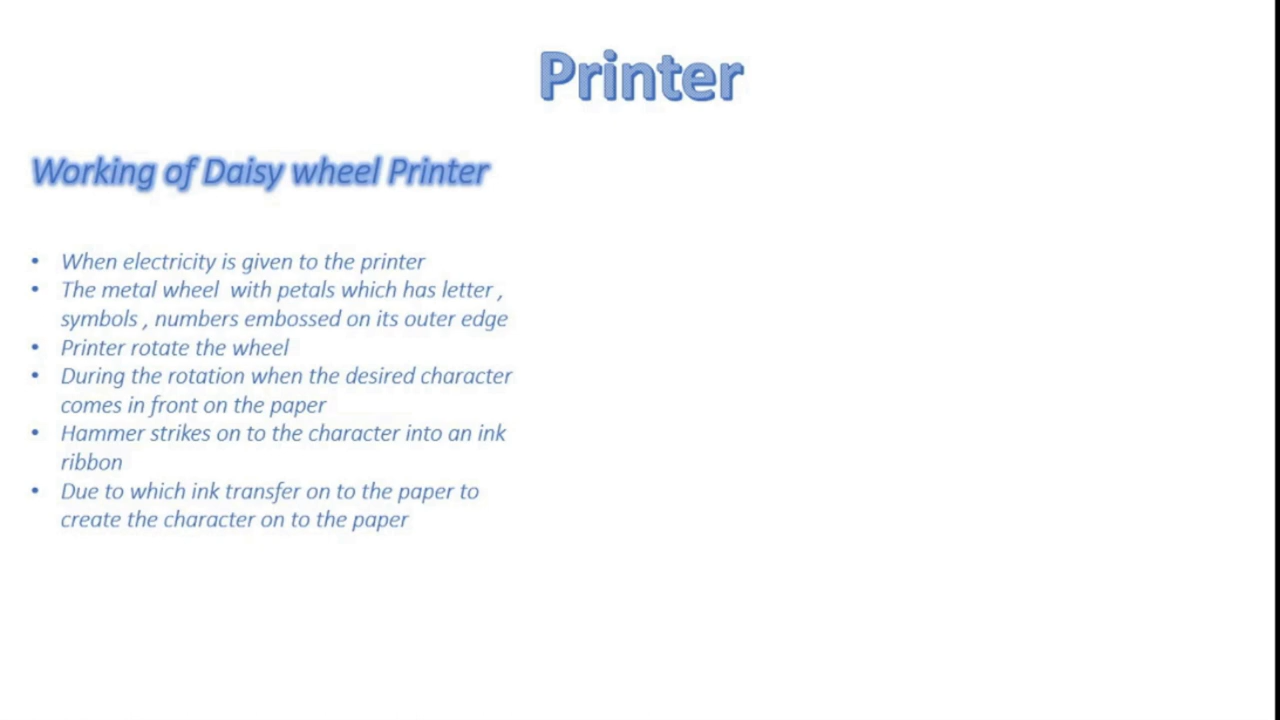 Printer
Working of Daisy wheel Printer
• When electricity is given to the printer
• The metal wheel  with petals which has letter ,
symbols , numbers embossed on its outer edge
• Printer rotate the wheel
• During the rotation when the desired character
comes in front on the paper
• Hammer strikes on to the character into an ink
ribbon
• Due to which ink transfer on to the paper to
create the character on to the paper